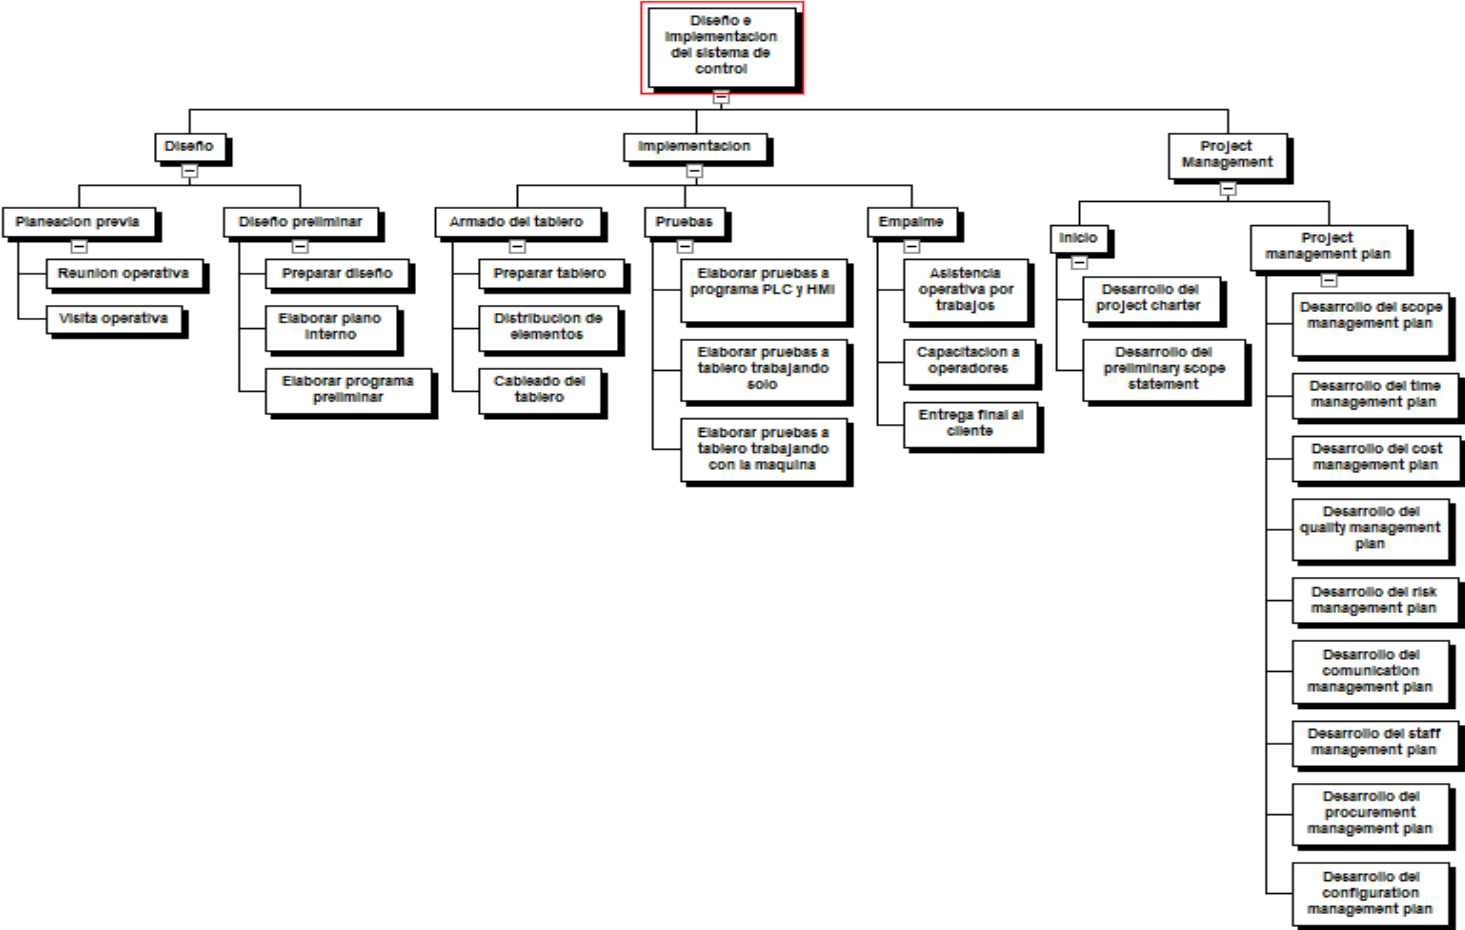 Diseño e
Implementacion
del sistema de
control
Diseño
Implementacion
Project
Management
Planeacion previa
Diseño preliminar
Armado del tablero
Pruebas
Empalme
Inicio
Project
management plan
Reunion operativa
Visita operativa
Preparar diseño
Elaborar plano
interno
Elaborar programa
preliminar
Preparar tablero
Distribucion de
elementos
Cableado del
tablero
Elaborar pruebas a
programa PLC y HMI
Elaborar pruebas a
tablero trabajando
solo
Elaborar pruebas a
tablero trabajando
con la maquina
Asistencia
operativa por
trabajos
Capacitacion a
operadores
Entrega final al
cliente
Desarrollo del
project charter
Desarrollo del
preliminary scope
statement
Desarrollo del scope
management plan
Desarrollo del time
management plan
Desarrollo del cost
management plan
Desarrollo del
quality management
plan
Desarrollo del risk
management plan
Desarrollo del
comunication
management plan
Desarrollo del staff
management plan
Desarrollo del
procurement
management plan
Desarrollo del
configuration
management plan